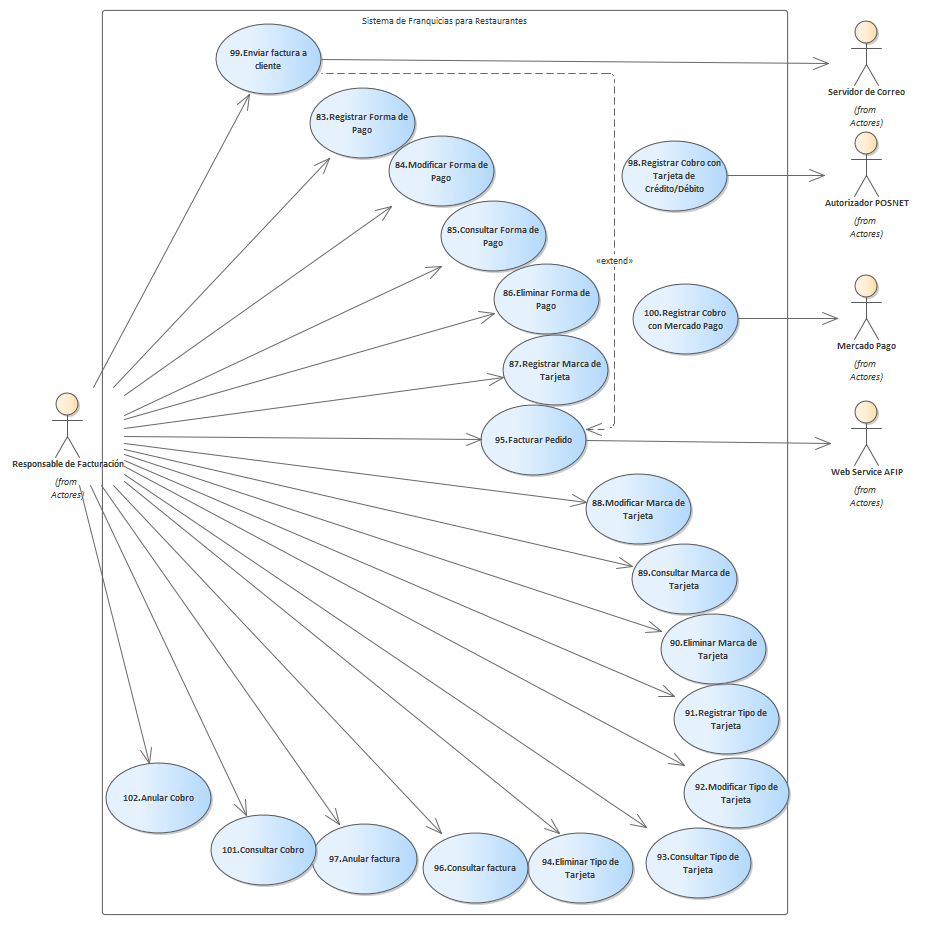 Sistema de Franquicias para Restaurantes
99.Enviar factura a
cliente
Servidor de Correo
(from
Actores)
83.Registrar Forma de
Pago
84.Modificar Forma de
Pago
98.Registrar Cobro con
Tarjeta de
Crédito/Débito
Autorizador POSNET
(from
Actores)
85.Consultar Forma de
Pago
«extend»
86.Eliminar Forma de
Pago
100.Registrar Cobro
con Mercado Pago
Mercado Pago
(from
Actores)
87.Registrar Marca de
Tarjeta
95.Facturar Pedido
Responsable de Facturación
(from
Actores)
Web Service AFIP
(from
Actores)
88.Modificar Marca de
Tarjeta
89.Consultar Marca de
Tarjeta
90.Eliminar Marca de
Tarjeta
91.Registrar Tipo de
Tarjeta
92.Modificar Tipo de
Tarjeta
102.Anular Cobro
101.Consultar Cobro
97.Anular factura
96.Consultar factura
94.Eliminar Tipo de
Tarjeta
93.Consultar Tipo de
Tarjeta